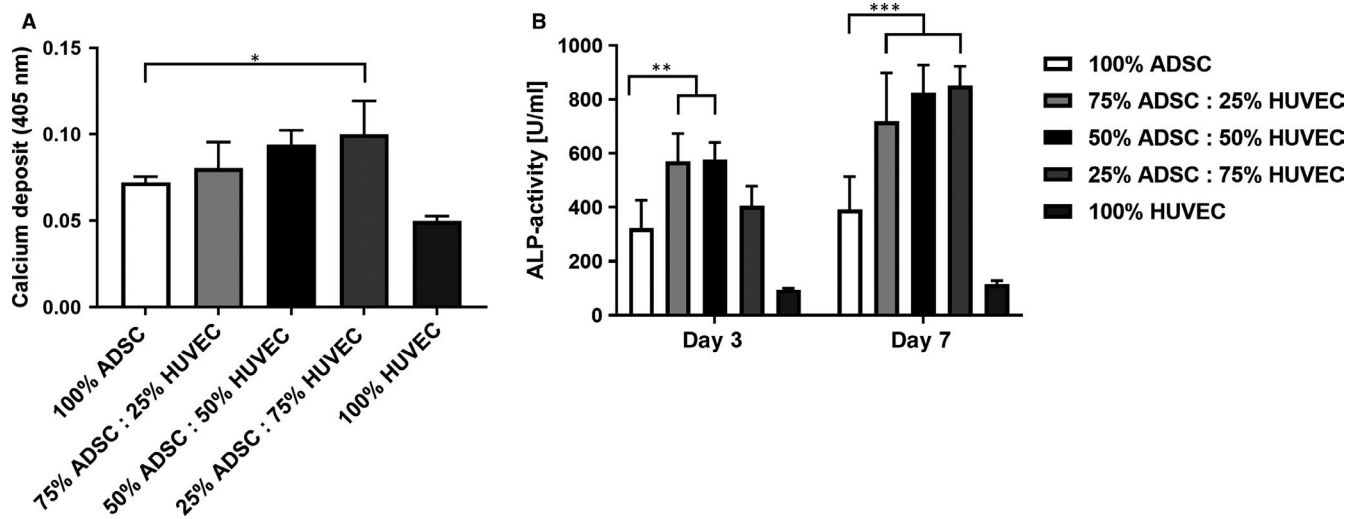 A
Calcium deposit (405 nm)
0.15
0.10
0.05
0.00
*
100% ADSC
75% ADSC : 25% HUVEC
50% ADSC : 50% HUVEC
25% ADSC : 75% HUVEC
100% HUVEC
B
ALP-activity [U/ml]
1000
800
600
400
200
0
**
***
Day 3
Day 7
100% ADSC
75% ADSC : 25% HUVEC
50% ADSC : 50% HUVEC
25% ADSC : 75% HUVEC
100% HUVEC